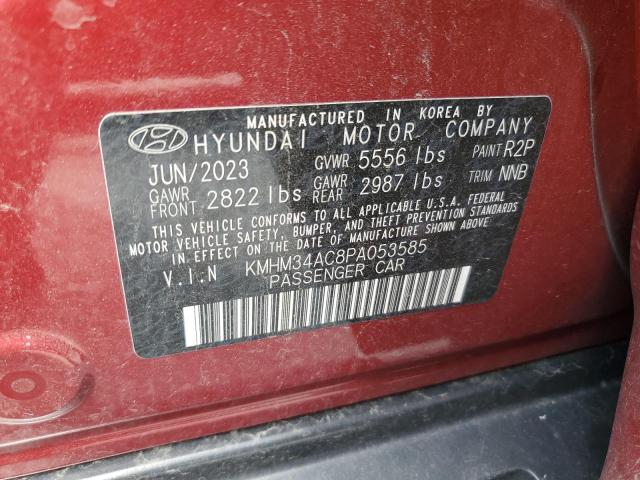 MANUFACTURED IN KOREA BY
HYUNDAI MOTOR COMPANY
JUN/2023 GVWR 5556 lbs PAINT R2P
GAWR FRONT 2822 lbs GAWR REAR 2987 lbs TRIM NNB
THIS VEHICLE CONFORMS TO ALL APPLICABLE U.S.A. FEDERAL
MOTOR VEHICLE SAFETY, BUMPER, AND THEFT PREVENTION STANDARDS
IN EFFECT ON THE DATE OF MANUFACTURE SHOWN ABOVE
V.I.N KMHM34AC8PA053585
PASSENGER CAR